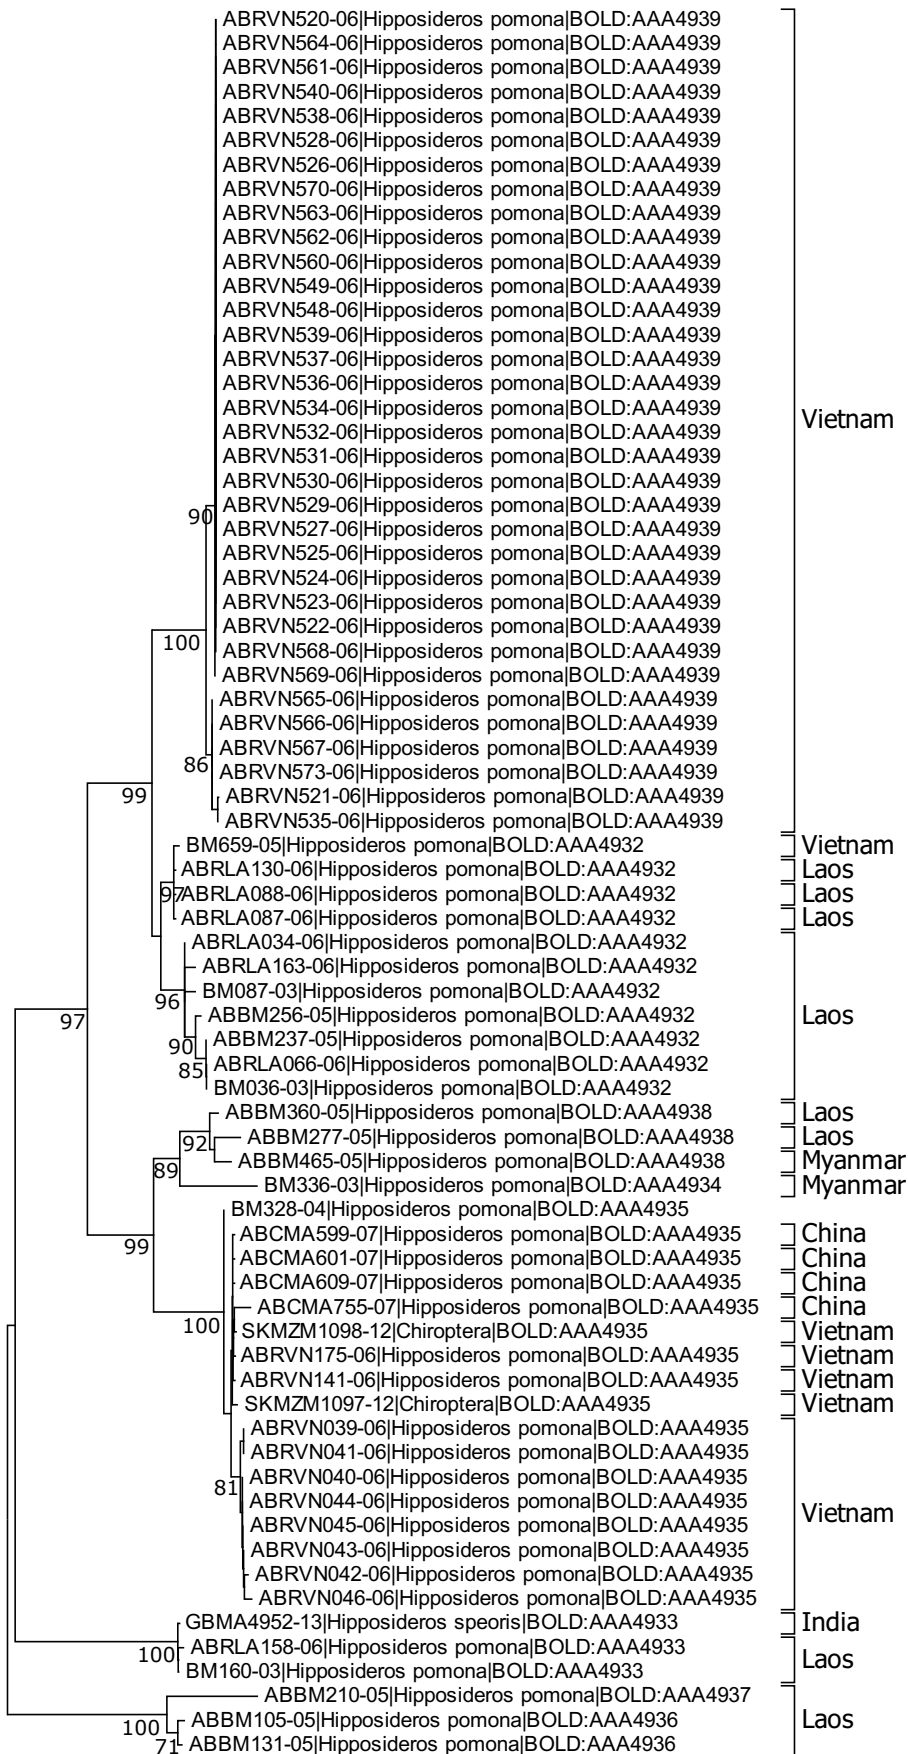 ABRVN520-06|Hipposideros pomona|BOLD:AAA4939
ABRVN564-06|Hipposideros pomona|BOLD:AAA4939
ABRVN561-06|Hipposideros pomona|BOLD:AAA4939
ABRVN540-06|Hipposideros pomona|BOLD:AAA4939
ABRVN538-06|Hipposideros pomona|BOLD:AAA4939
ABRVN528-06|Hipposideros pomona|BOLD:AAA4939
ABRVN526-06|Hipposideros pomona|BOLD:AAA4939
ABRVN570-06|Hipposideros pomona|BOLD:AAA4939
ABRVN563-06|Hipposideros pomona|BOLD:AAA4939
ABRVN562-06|Hipposideros pomona|BOLD:AAA4939
ABRVN560-06|Hipposideros pomona|BOLD:AAA4939
ABRVN549-06|Hipposideros pomona|BOLD:AAA4939
ABRVN548-06|Hipposideros pomona|BOLD:AAA4939
ABRVN539-06|Hipposideros pomona|BOLD:AAA4939
ABRVN537-06|Hipposideros pomona|BOLD:AAA4939
ABRVN536-06|Hipposideros pomona|BOLD:AAA4939
ABRVN534-06|Hipposideros pomona|BOLD:AAA4939
Vietnam
ABRVN532-06|Hipposideros pomona|BOLD:AAA4939
ABRVN531-06|Hipposideros pomona|BOLD:AAA4939
ABRVN530-06|Hipposideros pomona|BOLD:AAA4939
ABRVN529-06|Hipposideros pomona|BOLD:AAA4939
90
ABRVN527-06|Hipposideros pomona|BOLD:AAA4939
ABRVN525-06|Hipposideros pomona|BOLD:AAA4939
ABRVN524-06|Hipposideros pomona|BOLD:AAA4939
ABRVN523-06|Hipposideros pomona|BOLD:AAA4939
ABRVN522-06|Hipposideros pomona|BOLD:AAA4939
100
ABRVN568-06|Hipposideros pomona|BOLD:AAA4939
ABRVN569-06|Hipposideros pomona|BOLD:AAA4939
ABRVN565-06|Hipposideros pomona|BOLD:AAA4939
ABRVN566-06|Hipposideros pomona|BOLD:AAA4939
ABRVN567-06|Hipposideros pomona|BOLD:AAA4939
86
ABRVN573-06|Hipposideros pomona|BOLD:AAA4939
99
ABRVN521-06|Hipposideros pomona|BOLD:AAA4939
ABRVN535-06|Hipposideros pomona|BOLD:AAA4939
BM659-05|Hipposideros pomona|BOLD:AAA4932 Vietnam
ABRLA130-06|Hipposideros pomona|BOLD:AAA4932 Laos
97 ABRLA088-06|Hipposideros pomona|BOLD:AAA4932 Laos
ABRLA087-06|Hipposideros pomona|BOLD:AAA4932 Laos
ABRLA034-06|Hipposideros pomona|BOLD:AAA4932
ABRLA163-06|Hipposideros pomona|BOLD:AAA4932
96
BM087-03|Hipposideros pomona|BOLD:AAA4932
97
ABBM256-05|Hipposideros pomona|BOLD:AAA4932 Laos
90
ABBM237-05|Hipposideros pomona|BOLD:AAA4932
85
ABRLA066-06|Hipposideros pomona|BOLD:AAA4932
BM036-03|Hipposideros pomona|BOLD:AAA4932
ABBM360-05|Hipposideros pomona|BOLD:AAA4938 Laos
92
ABBM277-05|Hipposideros pomona|BOLD:AAA4938 Laos
89
ABBM465-05|Hipposideros pomona|BOLD:AAA4938 Myanmar
BM336-03|Hipposideros pomona|BOLD:AAA4934 Myanmar
BM328-04|Hipposideros pomona|BOLD:AAA4935
99
ABCMA599-07|Hipposideros pomona|BOLD:AAA4935 China
ABCMA601-07|Hipposideros pomona|BOLD:AAA4935 China
ABCMA609-07|Hipposideros pomona|BOLD:AAA4935 China
ABCMA755-07|Hipposideros pomona|BOLD:AAA4935 China
100
SKMZM1098-12|Chiroptera|BOLD:AAA4935 Vietnam
ABRVN175-06|Hipposideros pomona|BOLD:AAA4935 Vietnam
ABRVN141-06|Hipposideros pomona|BOLD:AAA4935 Vietnam
SKMZM1097-12|Chiroptera|BOLD:AAA4935 Vietnam
ABRVN039-06|Hipposideros pomona|BOLD:AAA4935
ABRVN041-06|Hipposideros pomona|BOLD:AAA4935
81
ABRVN040-06|Hipposideros pomona|BOLD:AAA4935
ABRVN044-06|Hipposideros pomona|BOLD:AAA4935
Vietnam
ABRVN045-06|Hipposideros pomona|BOLD:AAA4935
ABRVN043-06|Hipposideros pomona|BOLD:AAA4935
ABRVN042-06|Hipposideros pomona|BOLD:AAA4935
ABRVN046-06|Hipposideros pomona|BOLD:AAA4935
GBMA4952-13|Hipposideros speoris|BOLD:AAA4933 India
100
ABRLA158-06|Hipposideros pomona|BOLD:AAA4933
Laos
BM160-03|Hipposideros pomona|BOLD:AAA4933
ABBM210-05|Hipposideros pomona|BOLD:AAA4937
100
ABBM105-05|Hipposideros pomona|BOLD:AAA4936 Laos
71
ABBM131-05|Hipposideros pomona|BOLD:AAA4936